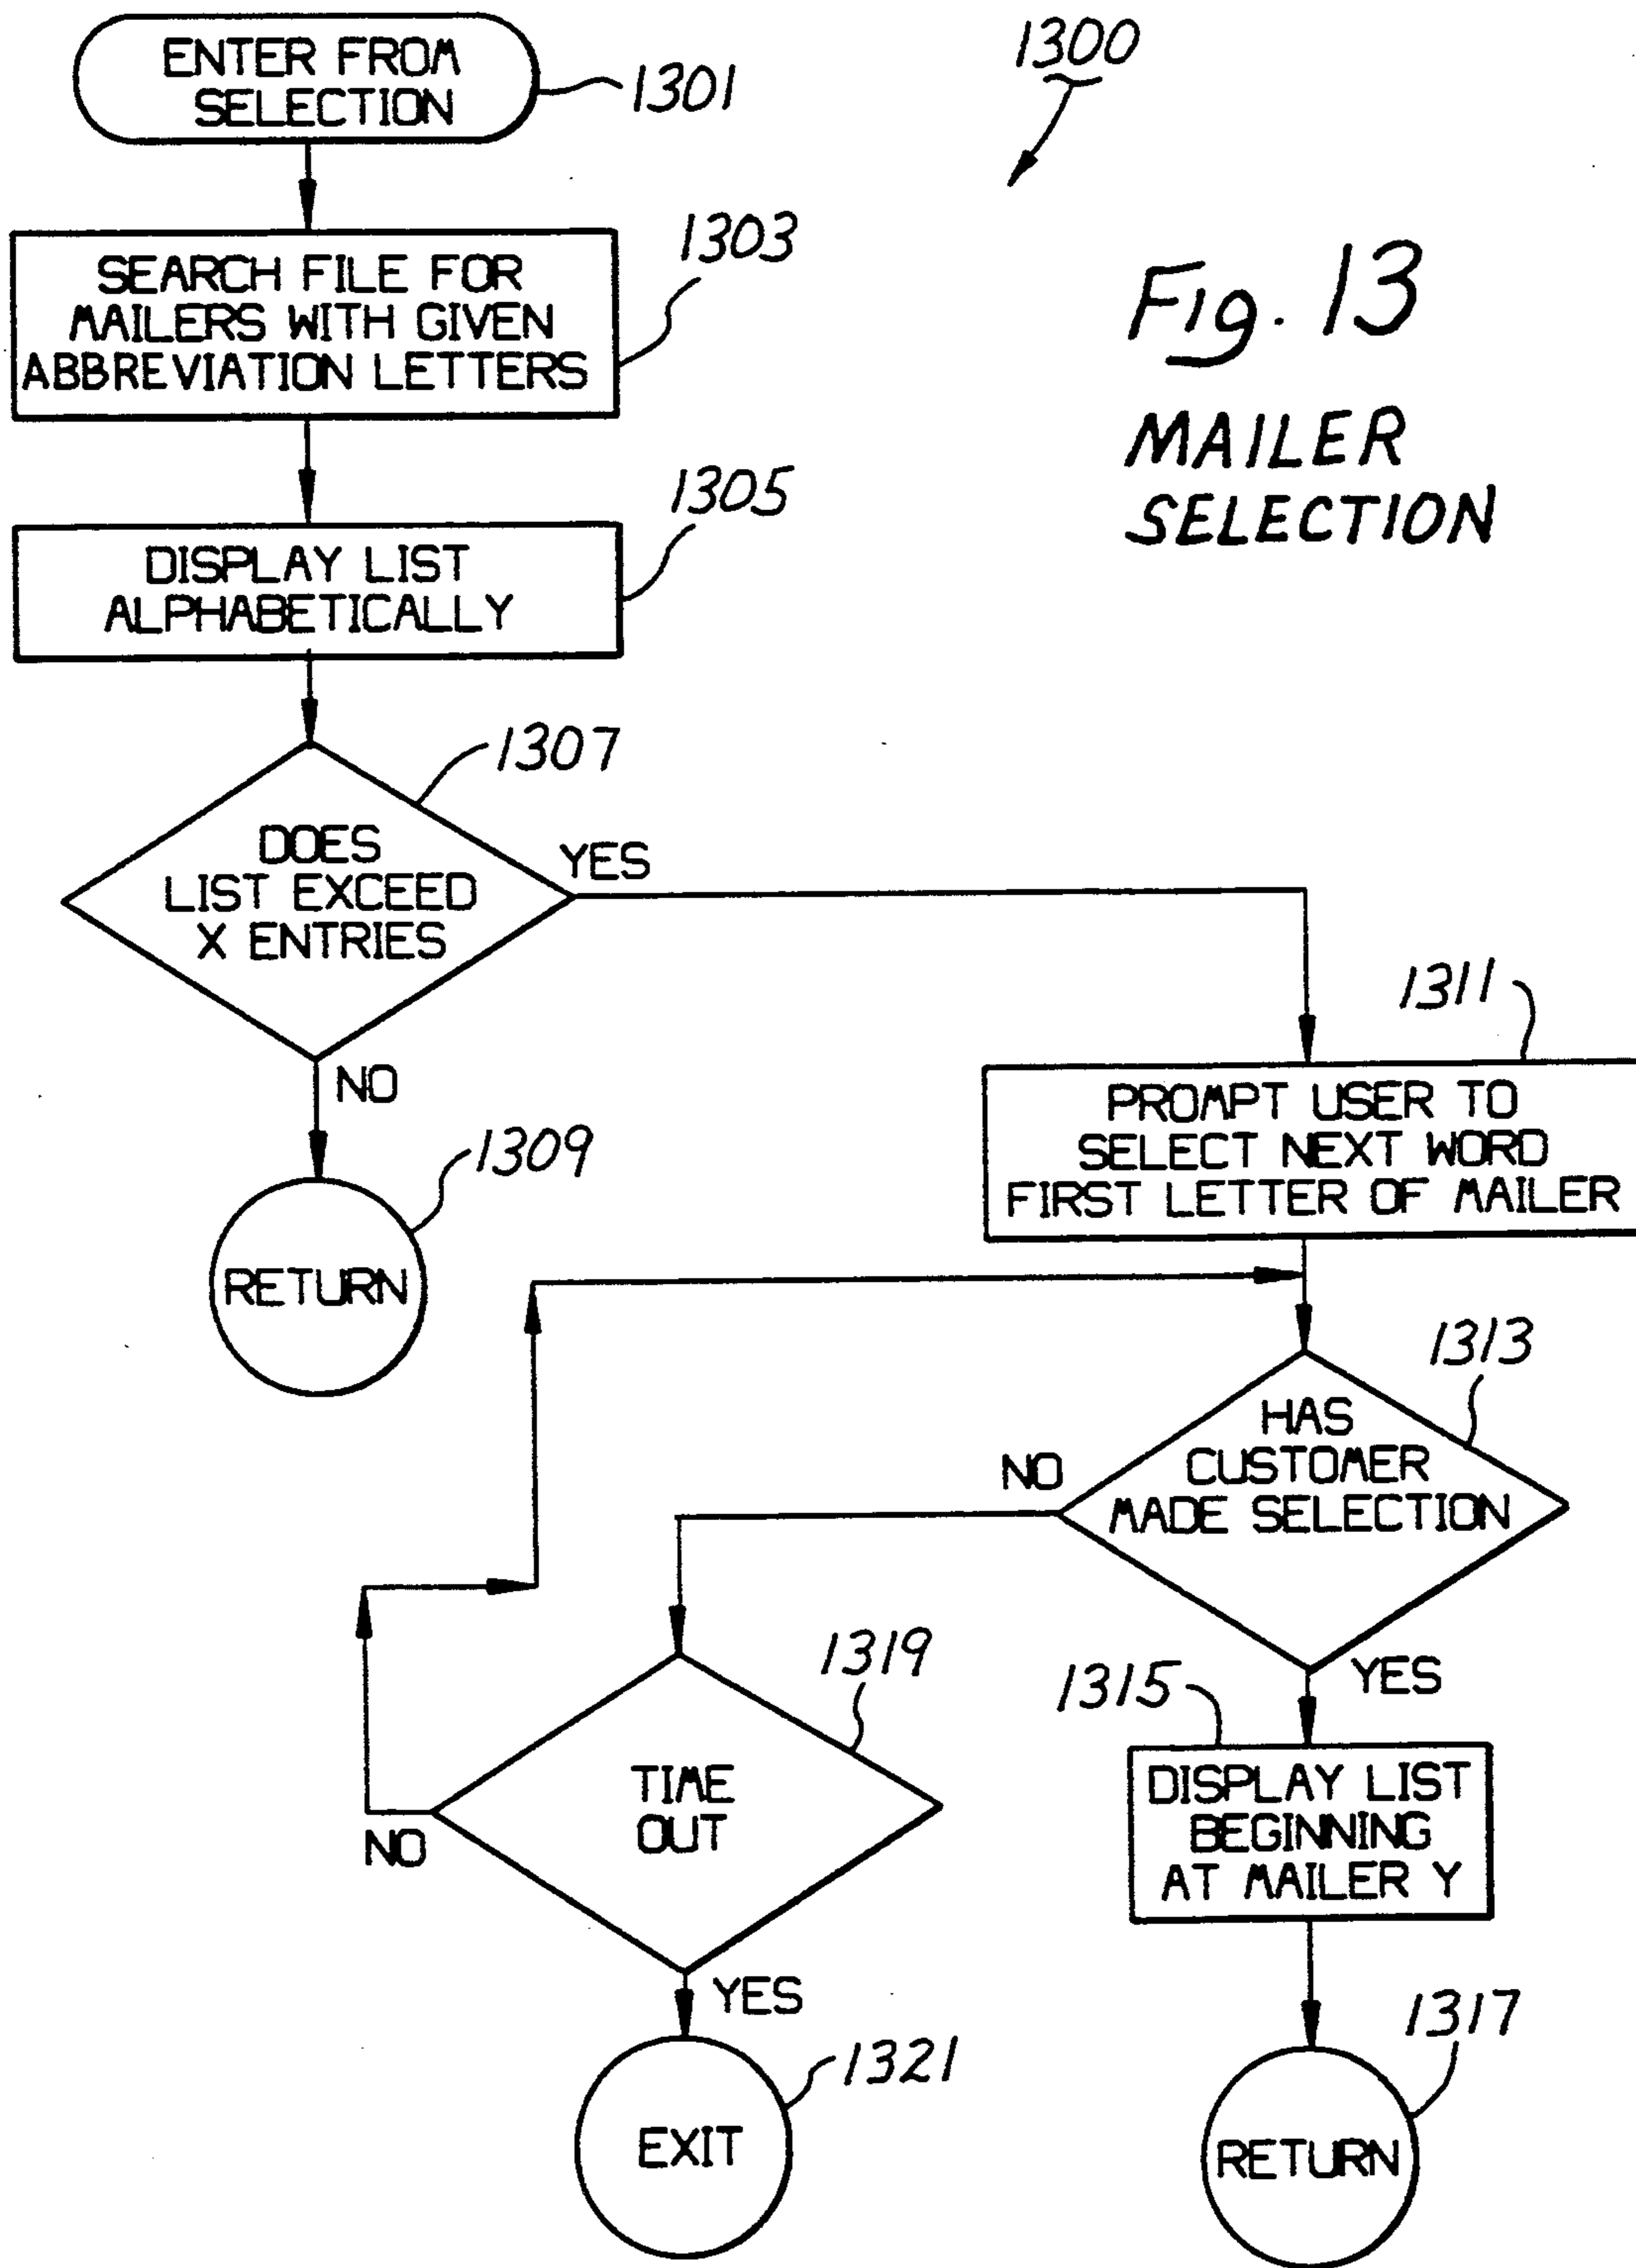 ENTER FROM
SELECTION
1301
1300
SEARCH FILE FOR
MAILERS WITH GIVEN
ABBREVIATION LETTERS
1303
Fig. 13
MAILER
SELECTION
DISPLAY LIST
ALPHABETICALLY
1305
DOES
LIST EXCEED
X ENTRIES
1307
YES
NO
RETURN
1309
1311
PROMPT USER TO
SELECT NEXT WORD
FIRST LETTER OF MAILER
HAS
CUSTOMER
MADE SELECTION
1313
NO
YES
TIME
OUT
1319
NO
YES
1315
DISPLAY LIST
BEGINNING
AT MAILER Y
EXIT
1321
RETURN
1317